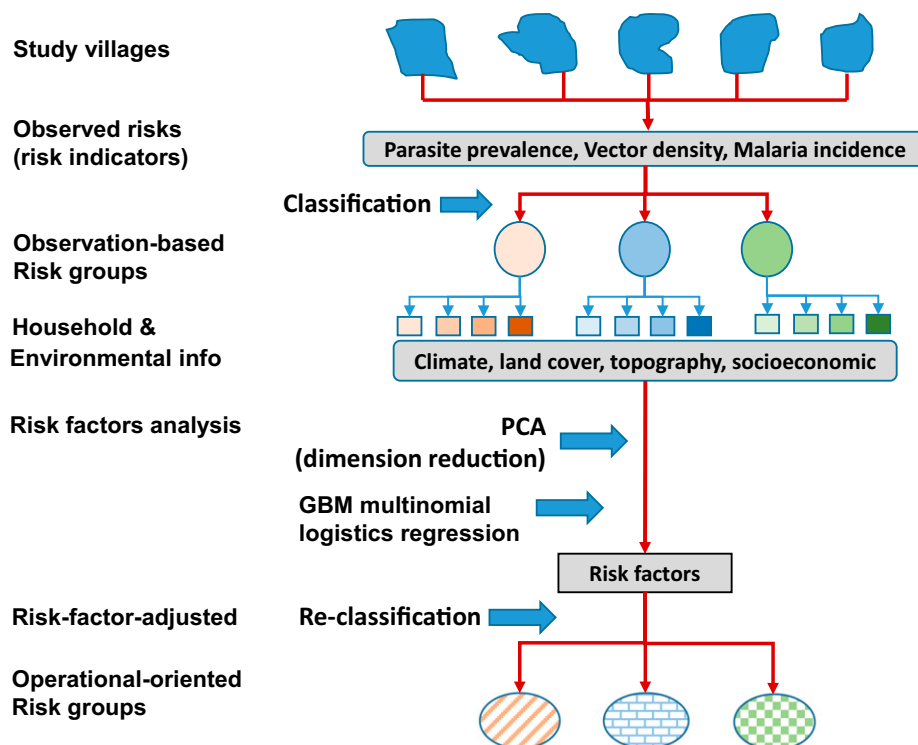 Study villages
Observed risks
(risk indicators)
Parasite prevalence, Vector density, Malaria incidence
Classification
Observation-based
Risk groups
Household &
Environmental info
Climate, land cover, topography, socioeconomic
Risk factors analysis
PCA
(dimension reduction)
GBM multinomial
logistics regression
Risk factors
Risk-factor-adjusted
Re-classification
Operational-oriented
Risk groups